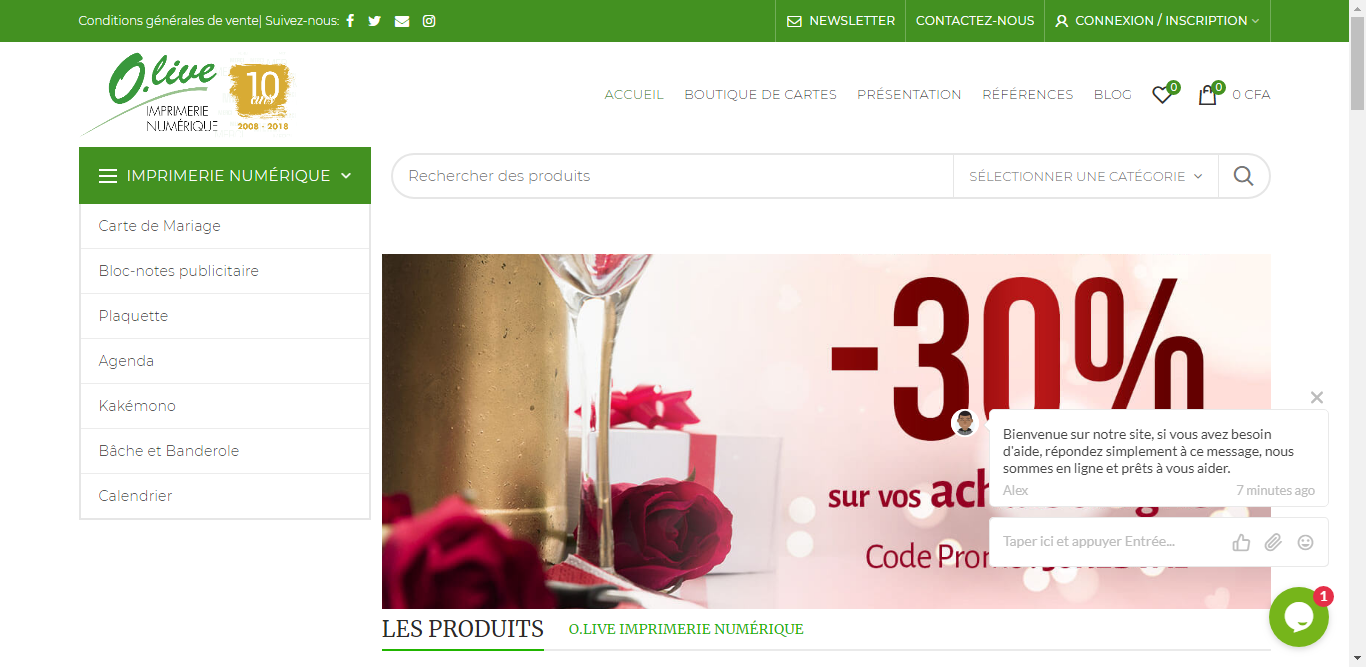 Conditions générales de vente| Suivez-nous:
NEWSLETTER
CONTACTEZ-NOUS
CONNEXION / INSCRIPTION
O.live
IMPRIMERIE
NUMÉRIQUE
10
ans
2008 - 2018
ACCUEIL
BOUTIQUE DE CARTES
PRÉSENTATION
RÉFÉRENCES
BLOG
0
0
0 CFA
IMPRIMERIE NUMÉRIQUE
Rechercher des produits
SÉLECTIONNER UNE CATÉGORIE
Carte de Mariage
Bloc-notes publicitaire
Plaquette
Agenda
Kakémono
Bâche et Banderole
Calendrier
-30%
sur vos
Code
Bienvenue sur notre site, si vous avez besoin
d'aide, répondez simplement à ce message, nous
sommes en ligne et prêts à vous aider.
Alex
7 minutes ago
Taper ici et appuyer Entrée...
1
LES PRODUITS
O.LIVE IMPRIMERIE NUMÉRIQUE